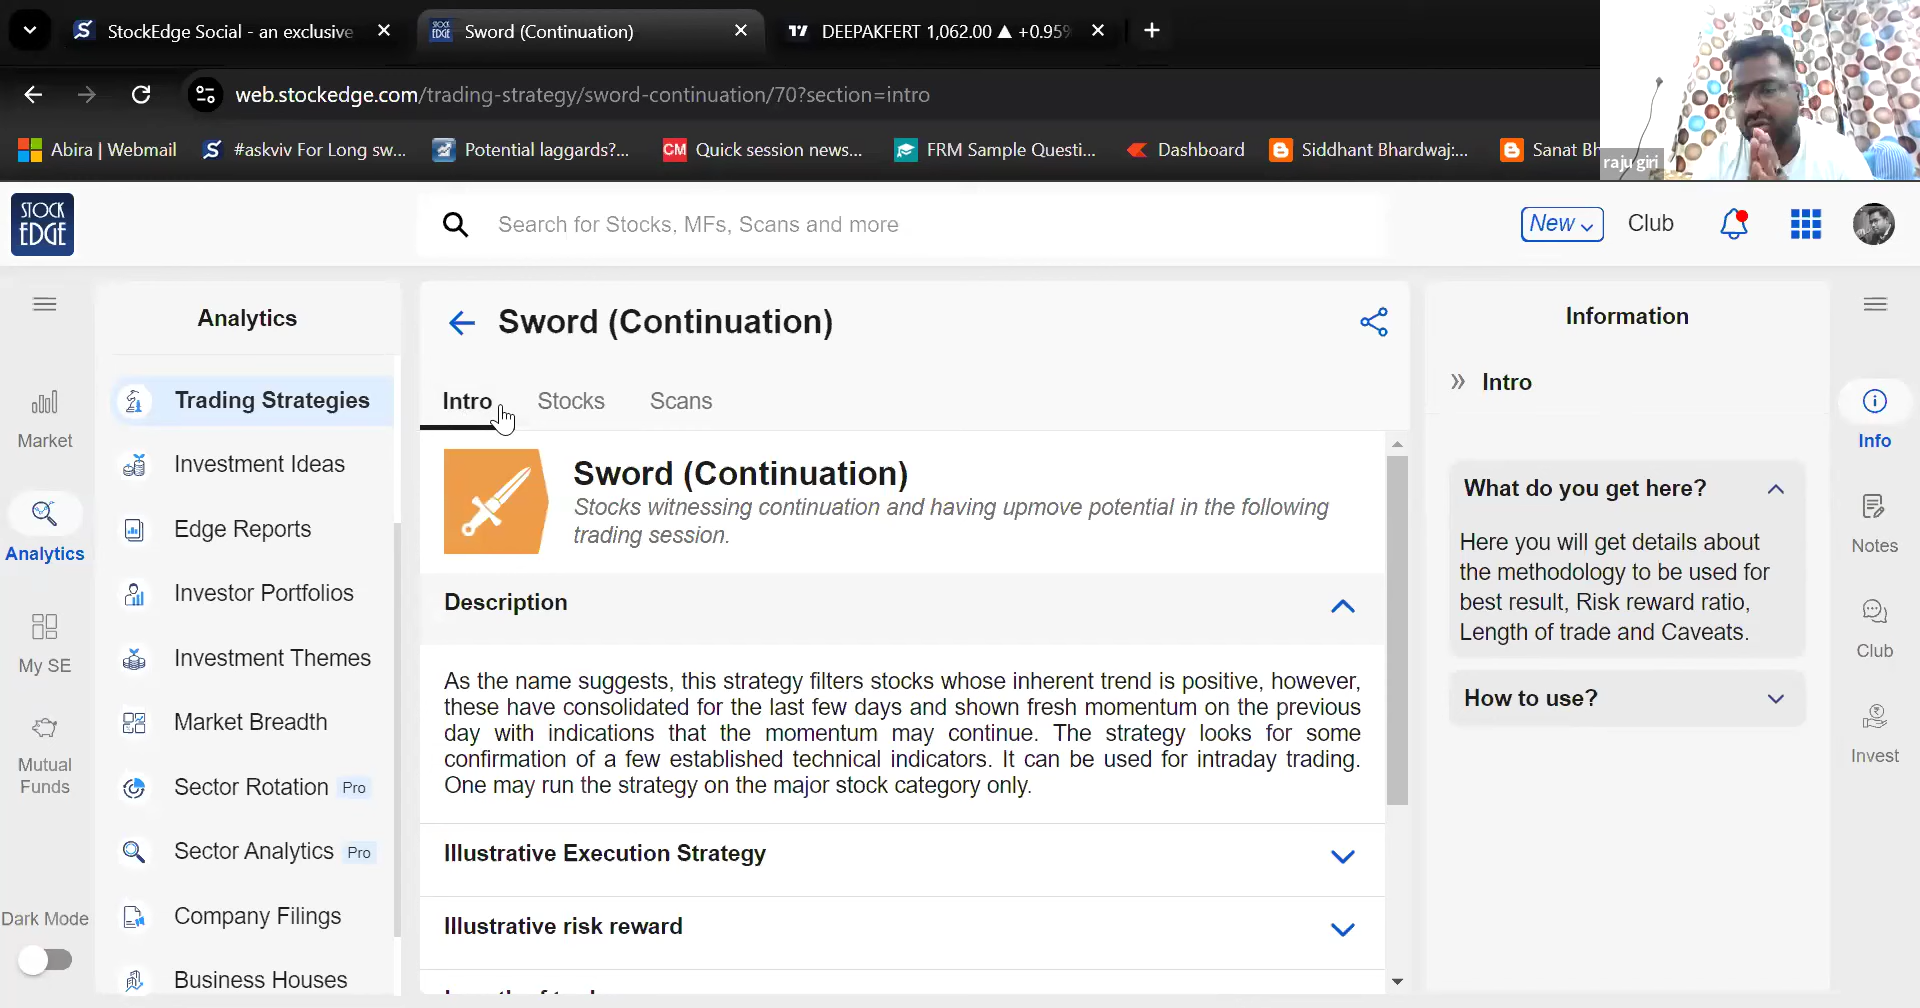 StockEdge Social - an exclusive
Sword (Continuation)
DEEPAKFERT 1,062.00 ▲ +0.95%
web.stockedge.com/trading-strategy/sword-continuation/70?section=intro
Abira | Webmail
#askviv For Long sw...
Potential laggards?...
CM Quick session news...
FRM Sample Questi...
Dashboard
Siddhant Bhardwaj:...
Sanat Bh
raju giri
STOCK
EDGE
Search for Stocks, MFs, Scans and more
New
Club
Market
Analytics
My SE
Mutual
Funds
Dark Mode
Analytics
Trading Strategies
Investment Ideas
Edge Reports
Investor Portfolios
Investment Themes
Market Breadth
Sector Rotation Pro
Sector Analytics Pro
Company Filings
Business Houses
Sword (Continuation)
Intro Stocks Scans
Sword (Continuation)
Stocks witnessing continuation and having upmove potential in the following
trading session.
Description
As the name suggests, this strategy filters stocks whose inherent trend is positive, however,
these have consolidated for the last few days and shown fresh momentum on the previous
day with indications that the momentum may continue. The strategy looks for some
confirmation of a few established technical indicators. It can be used for intraday trading.
One may run the strategy on the major stock category only.
Illustrative Execution Strategy
Illustrative risk reward
Information
Intro
What do you get here?
Here you will get details about
the methodology to be used for
best result, Risk reward ratio,
Length of trade and Caveats.
How to use?
Info
Notes
Club
Invest